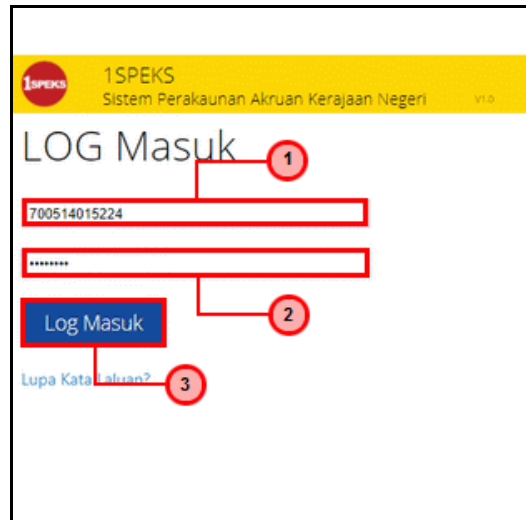 1SPEKS
1SPEKS
Sistem Perakaunan Akruan Kerajaan Negeri V1.0
LOG Masuk
1
700514015224
••••••••
2
Log Masuk
Lupa Kata Laluan?
3